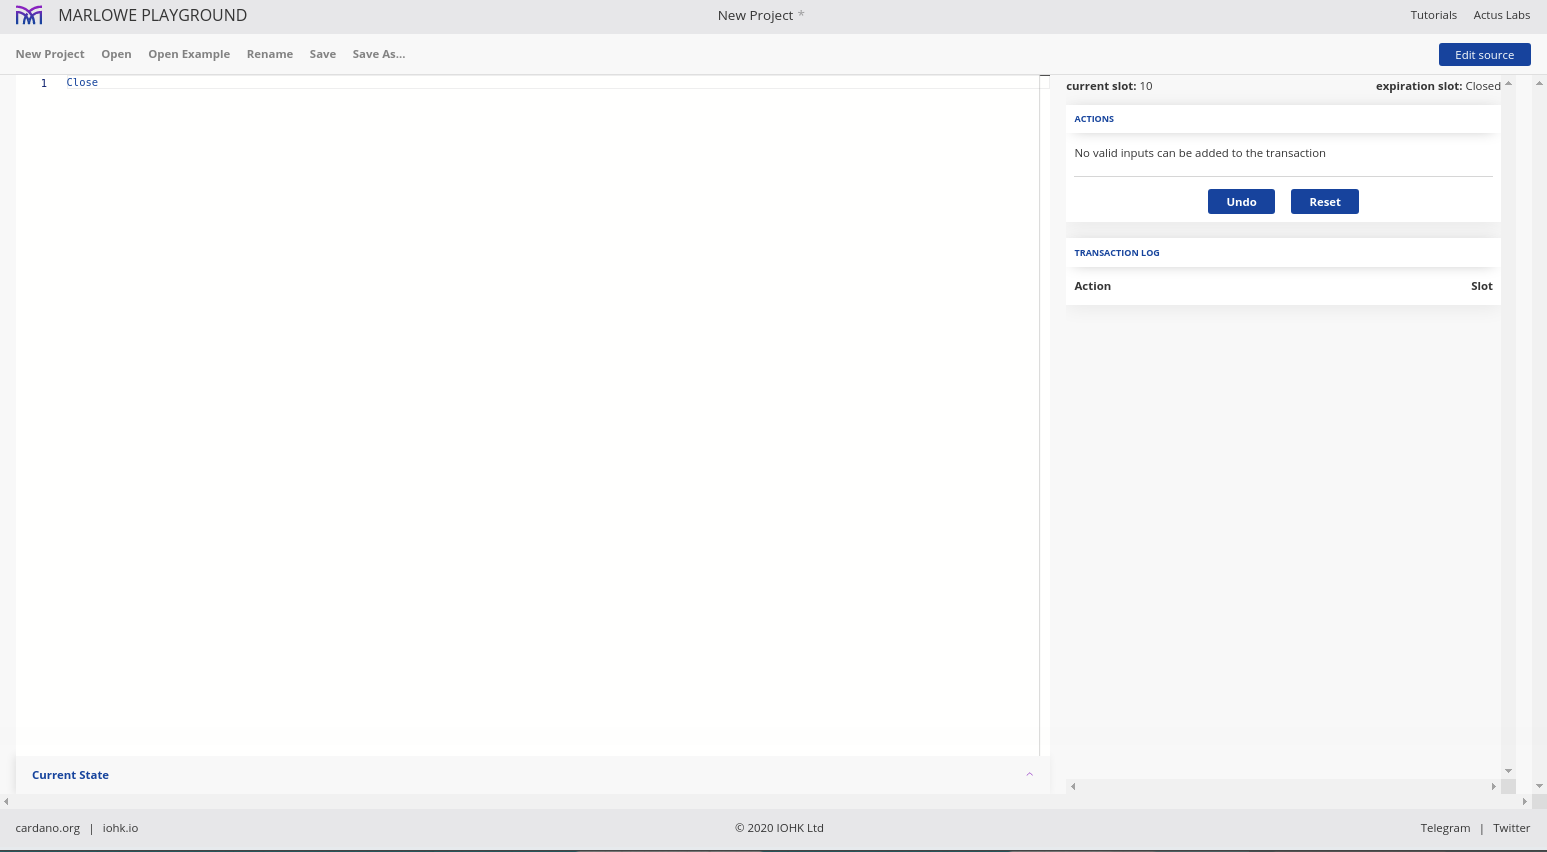 MARLOWE PLAYGROUND New Project * Tutorials Actus Labs
New Project Open Open Example Rename Save Save As... Edit source
1 Close
current slot: 10 expiration slot: Closed
ACTIONS
No valid inputs can be added to the transaction
Undo Reset
TRANSACTION LOG
Action Slot
Current State
cardano.org | iohk.io © 2020 IOHK Ltd Telegram | Twitter